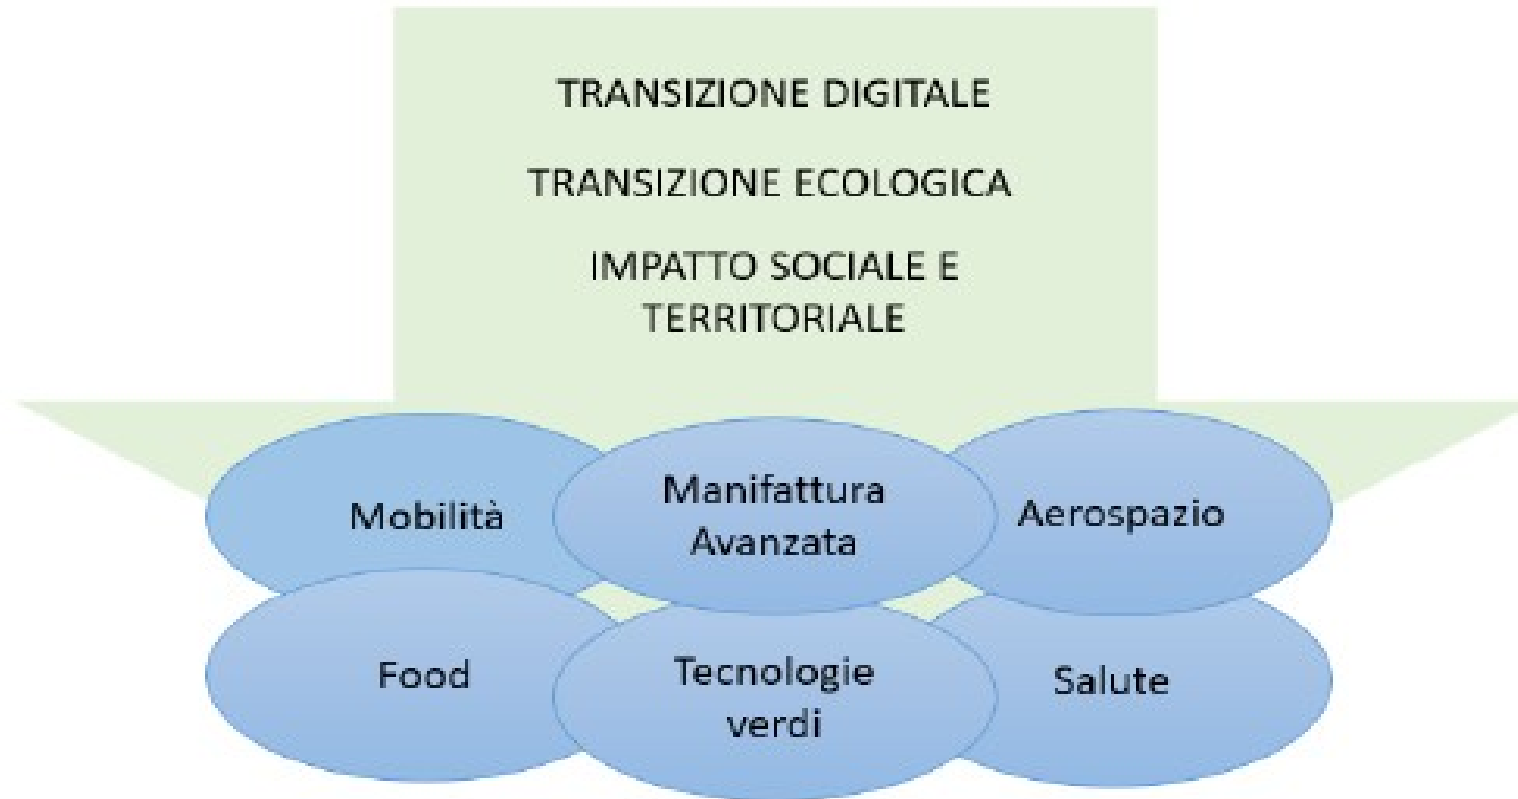 TRANSIZIONE DIGITALE
TRANSIZIONE ECOLOGICA
IMPATTO SOCIALE E
TERRITORIALE
Mobilità
Manifattura
Avanzata
Aerospazio
Food
Tecnologie
verdi
Salute